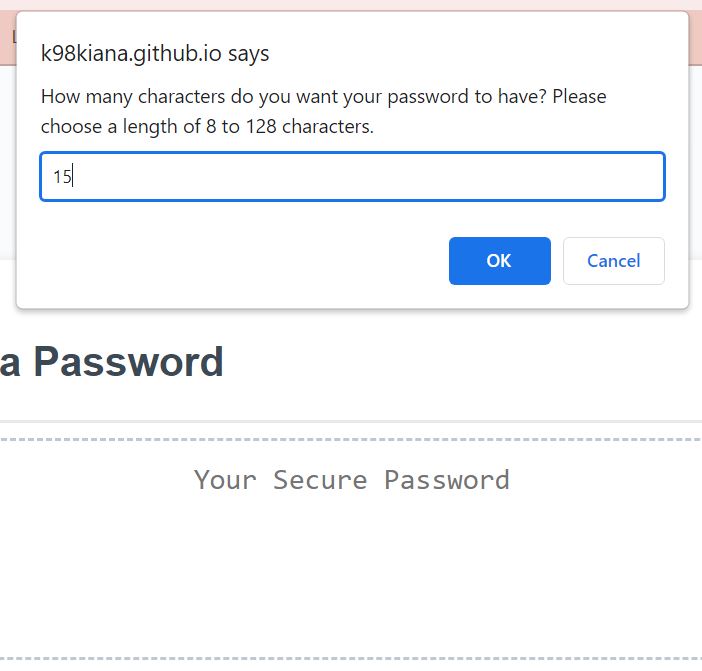 k98kiana.github.io says
How many characters do you want your password to have? Please
choose a length of 8 to 128 characters.
15
OK Cancel
a Password
Your Secure Password